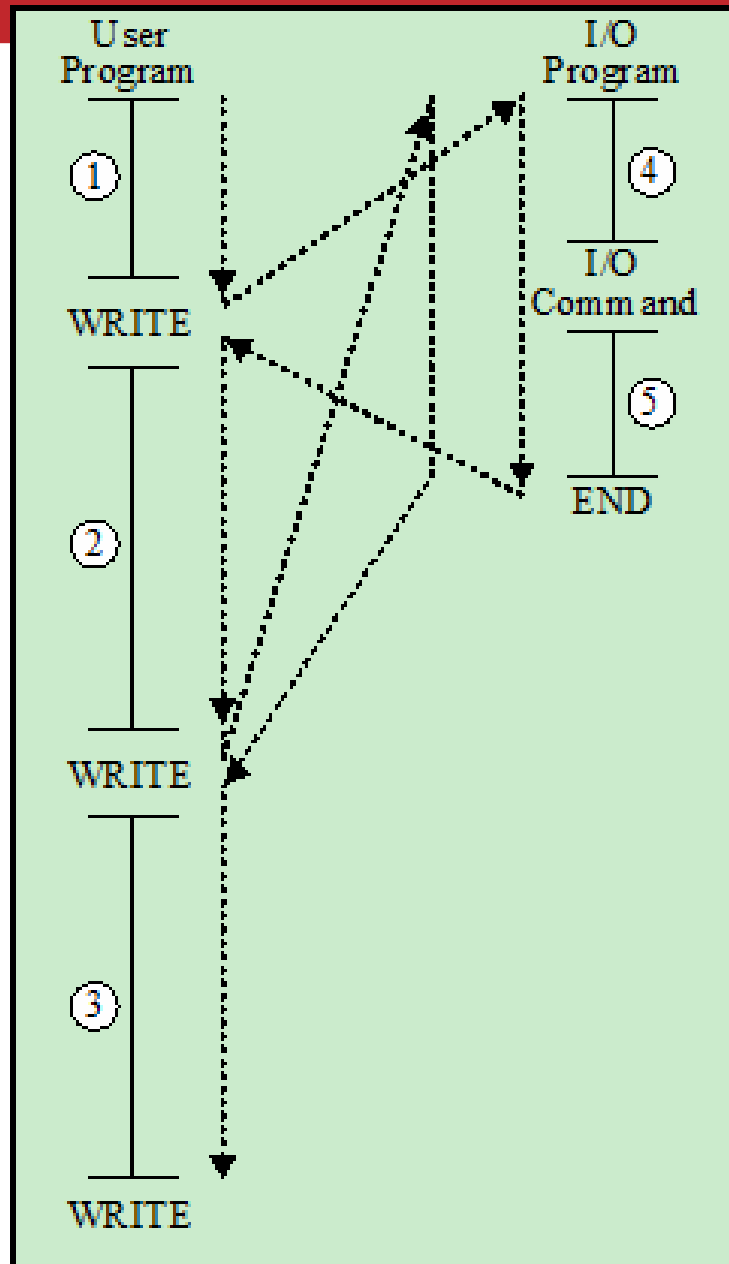 User
Program
1
WRITE
2
WRITE
3
WRITE
I/O
Program
4
I/O
Command
5
END